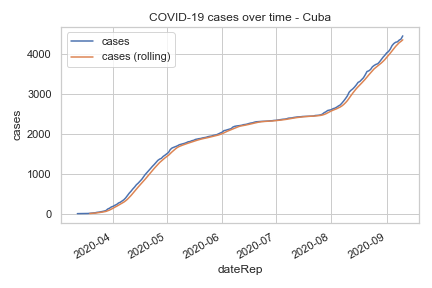 COVID-19 cases over time - Cuba
cases
cases (rolling)
4000
3000
2000
1000
0
cases
2020-04
2020-05
2020-06
2020-07
2020-08
2020-09
dateRep